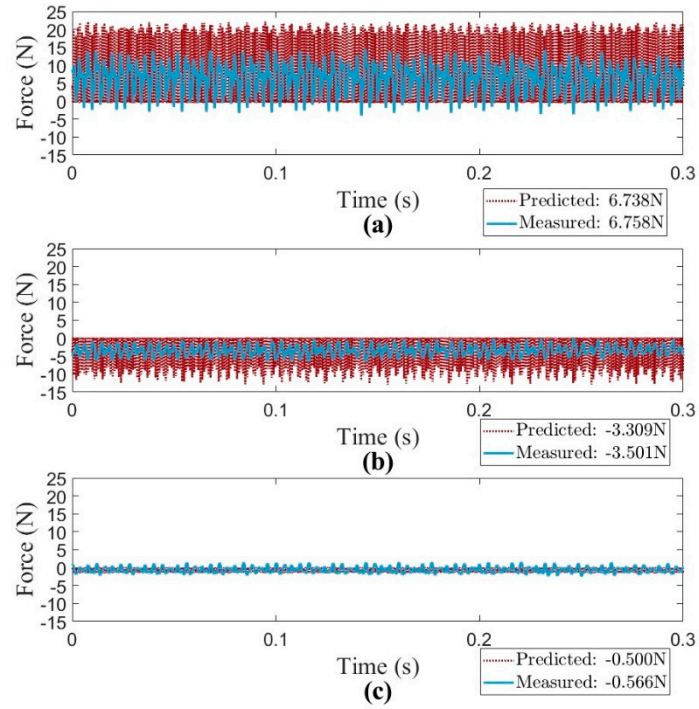 25
20
15
10
5
0
-5
-10
-15
Force (N)
0 0.1 0.2 0.3
Time (s)
(a)
Predicted: 6.738N
Measured: 6.758N
25
20
15
10
5
0
-5
-10
-15
Force (N)
0 0.1 0.2 0.3
Time (s)
(b)
Predicted: -3.309N
Measured: -3.501N
25
20
15
10
5
0
-5
-10
-15
Force (N)
0 0.1 0.2 0.3
Time (s)
(c)
Predicted: -0.500N
Measured: -0.566N